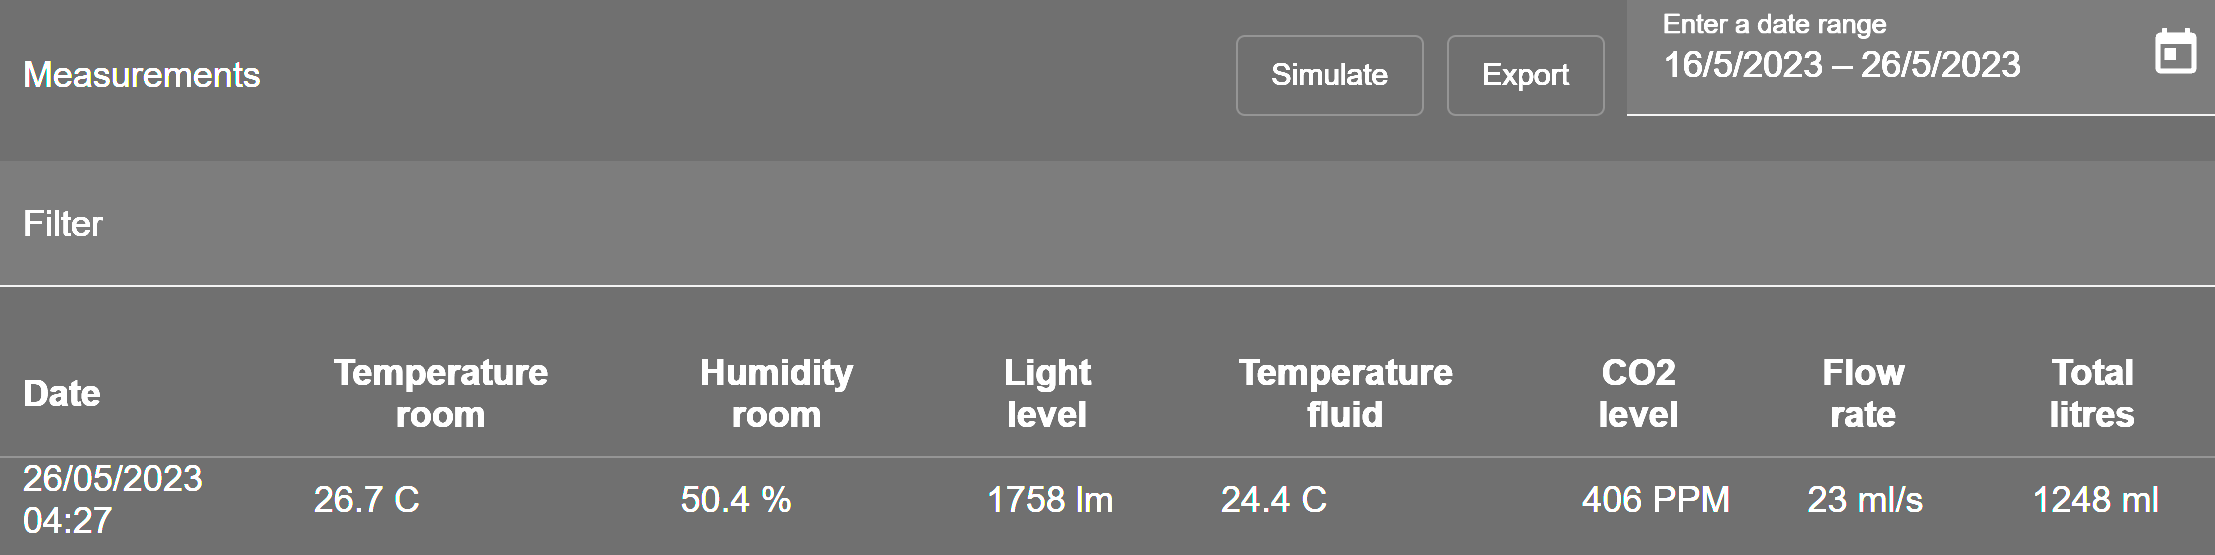 Measurements
Simulate
Export
Enter a date range
16/5/2023 – 26/5/2023
Filter
Date
Temperature
room
Humidity
room
Light
level
Temperature
fluid
CO2
level
Flow
rate
Total
litres
26/05/2023
04:27
26.7 C
50.4 %
1758 lm
24.4 C
406 PPM
23 ml/s
1248 ml